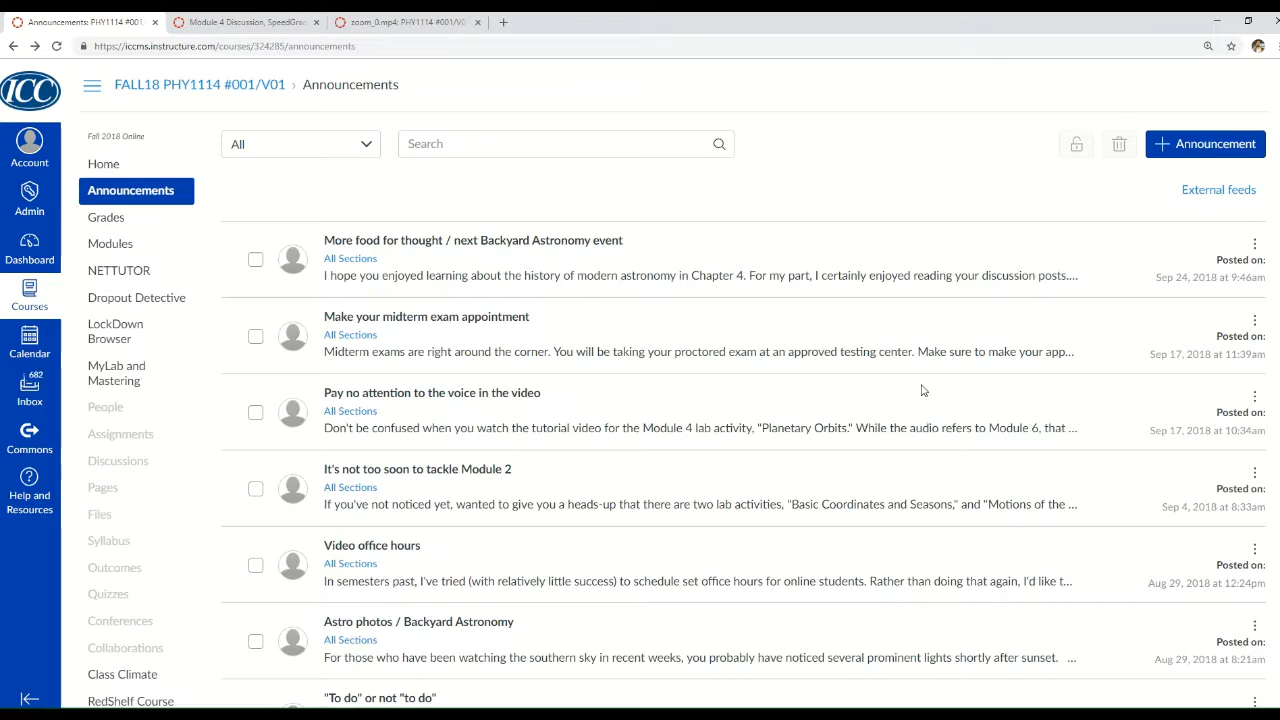 Announcements: PHY1114 #001/
Module 4 Discussion, SpeedGra
zoom_0.mp4: PHY1114 #001/V0
https://iccms.instructure.com/courses/324285/announcements
ICC
FALL18 PHY1114 #001/V01 › Announcements
Account
Admin
Dashboard
Courses
Calendar
682
Inbox
Commons
Help and
Resources
Fall 2018 Online
Home
Announcements
Grades
Modules
NETTUTOR
Dropout Detective
LockDown
Browser
MyLab and
Mastering
People
Assignments
Discussions
Pages
Files
Syllabus
Outcomes
Quizzes
Conferences
Collaborations
Class Climate
RedShelf Course
All
Search
Announcement
External feeds
More food for thought / next Backyard Astronomy event
All Sections
I hope you enjoyed learning about the history of modern astronomy in Chapter 4. For my part, I certainly enjoyed reading your discussion posts....
Posted on:
Sep 24, 2018 at 9:46am
Make your midterm exam appointment
All Sections
Midterm exams are right around the corner. You will be taking your proctored exam at an approved testing center. Make sure to make your app...
Posted on:
Sep 17, 2018 at 11:39am
Pay no attention to the voice in the video
All Sections
Don't be confused when you watch the tutorial video for the Module 4 lab activity, "Planetary Orbits." While the audio refers to Module 6, that ...
Posted on:
Sep 17, 2018 at 10:34am
It's not too soon to tackle Module 2
All Sections
If you've not noticed yet, wanted to give you a heads-up that there are two lab activities, "Basic Coordinates and Seasons," and "Motions of the ...
Posted on:
Sep 4, 2018 at 8:33am
Video office hours
All Sections
In semesters past, I've tried (with relatively little success) to schedule set office hours for online students. Rather than doing that again, I'd like t...
Posted on:
Aug 29, 2018 at 12:24pm
Astro photos / Backyard Astronomy
All Sections
For those who have been watching the southern sky in recent weeks, you probably have noticed several prominent lights shortly after sunset. ...
Posted on:
Aug 29, 2018 at 8:21am
"To do" or not "to do"